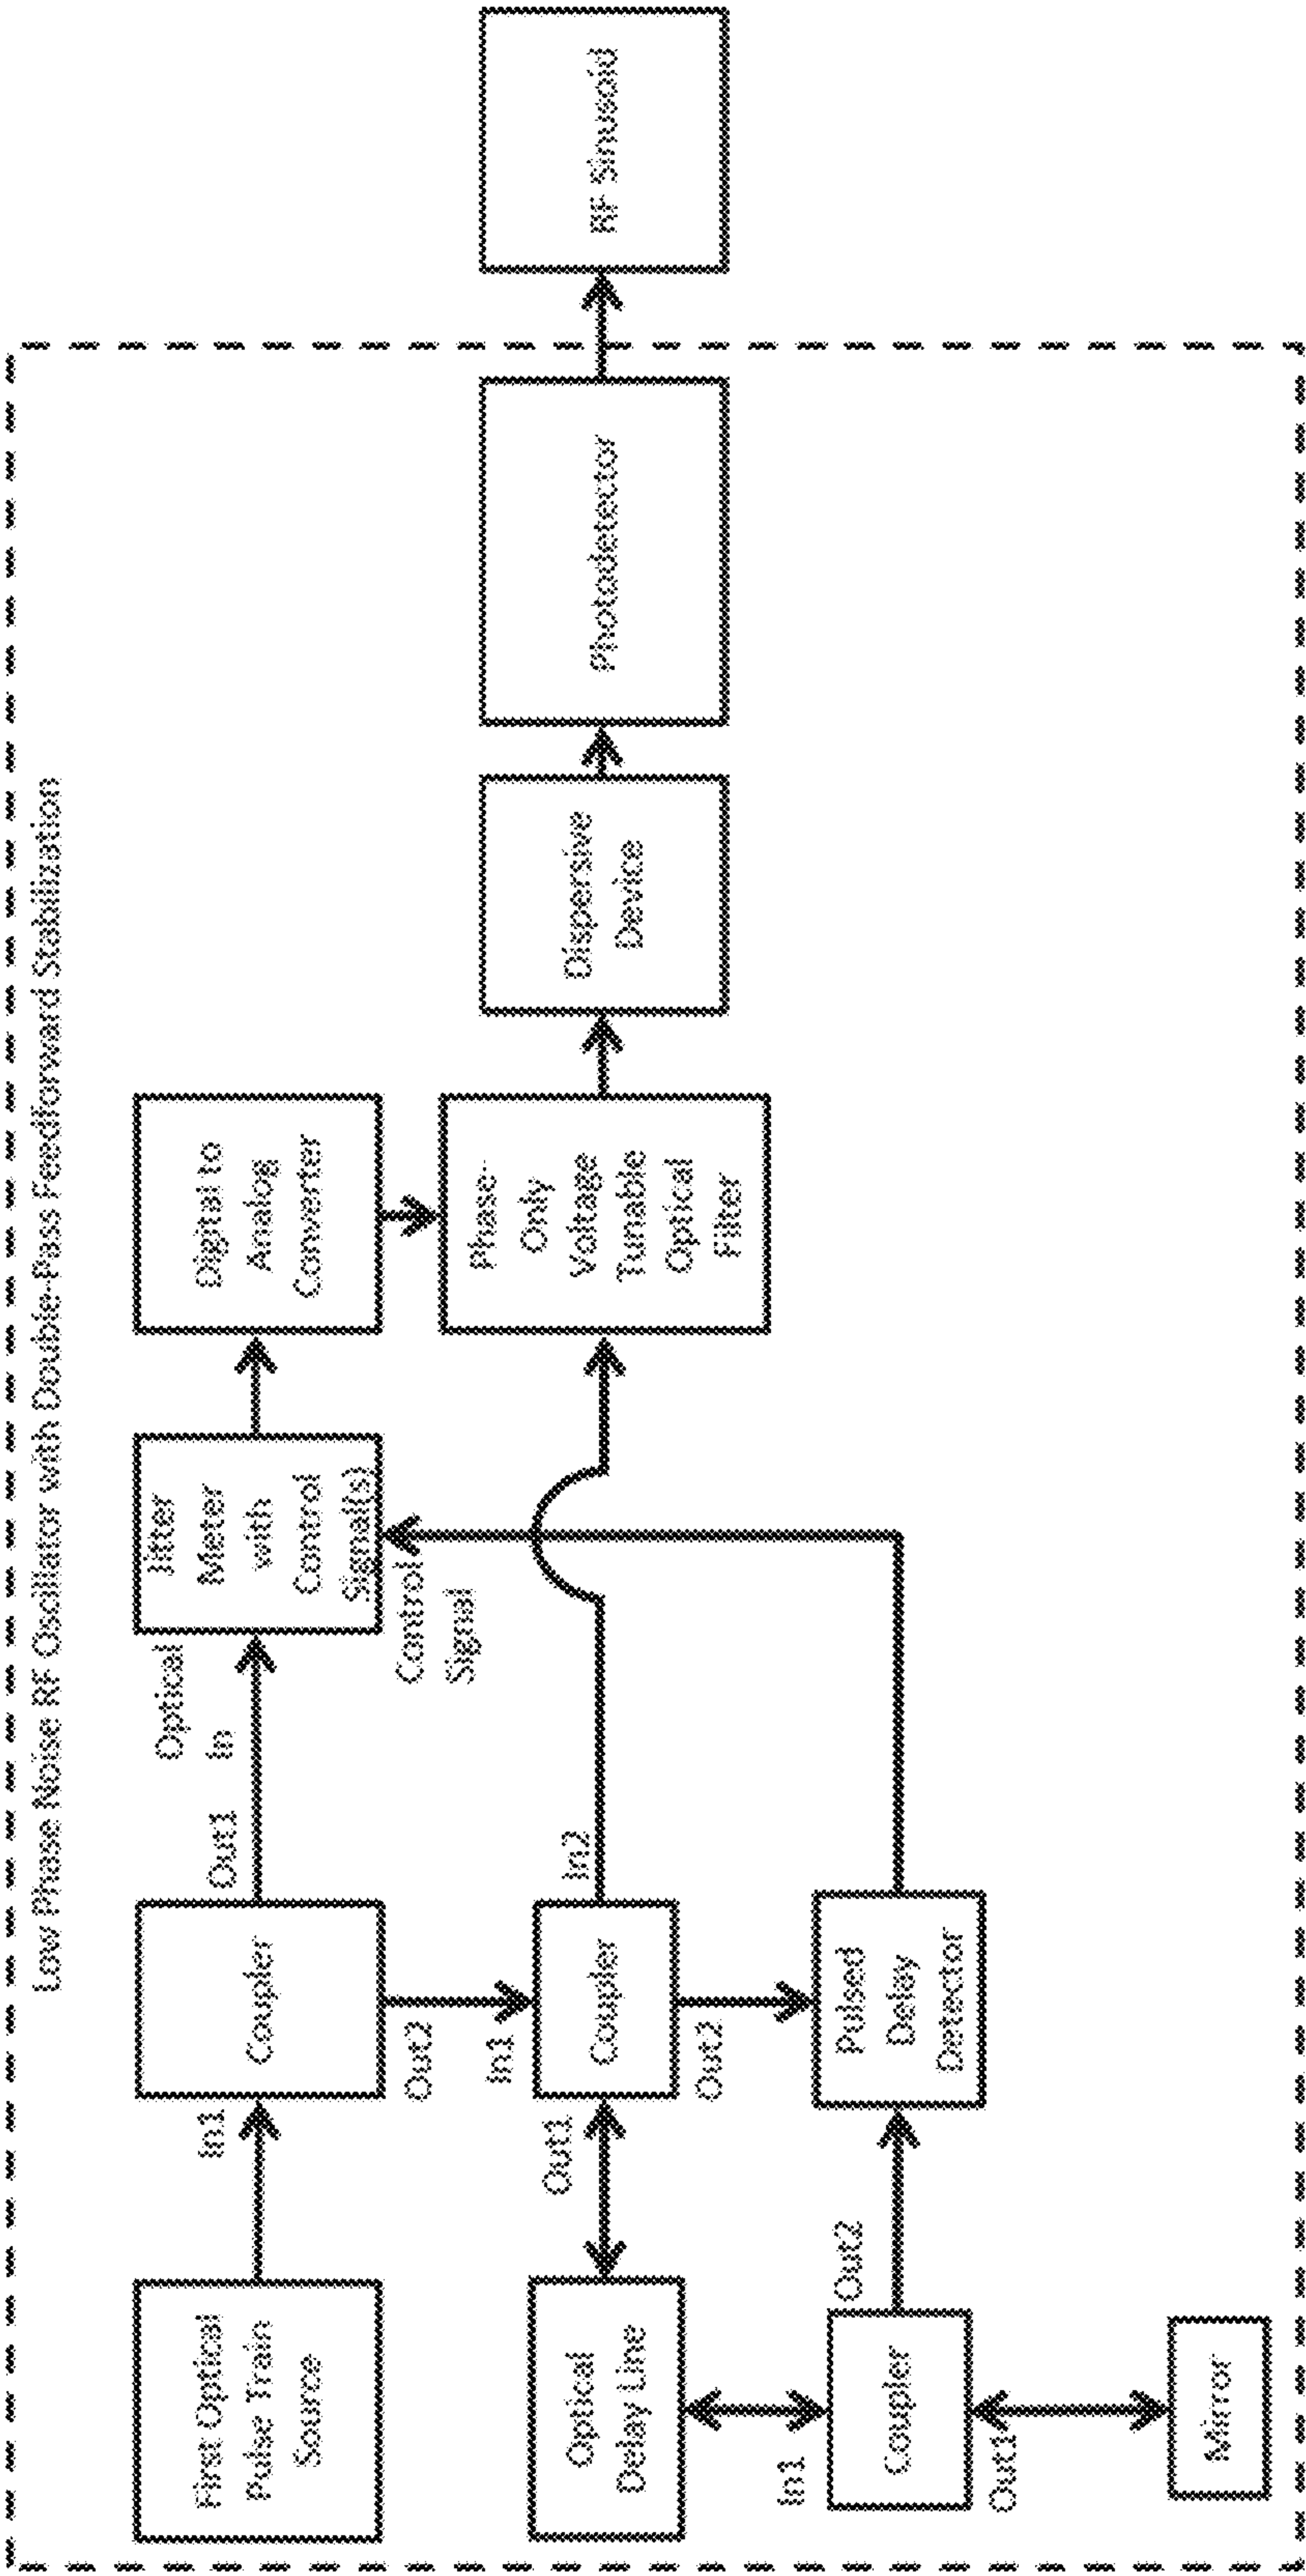 Low Phase Noise RF Oscillator with Double-Pass Feedforward Stabilization
First Optical
Pulse Train
Source
In1
Coupler
Out1
Optical
In
Jitter
Meter
with
Control
Signal(s)
Digital to
Analog
Converter
Out2
Control
Signal
In1
Optical
Delay Line
Out1
Coupler
In2
Phase-
Only
Voltage
Tunable
Optical
Filter
Dispersive
Device
Photodetector
RF Sinusoid
Out2
In1
Coupler
Out2
Pulsed
Delay
Detector
Out1
Mirror